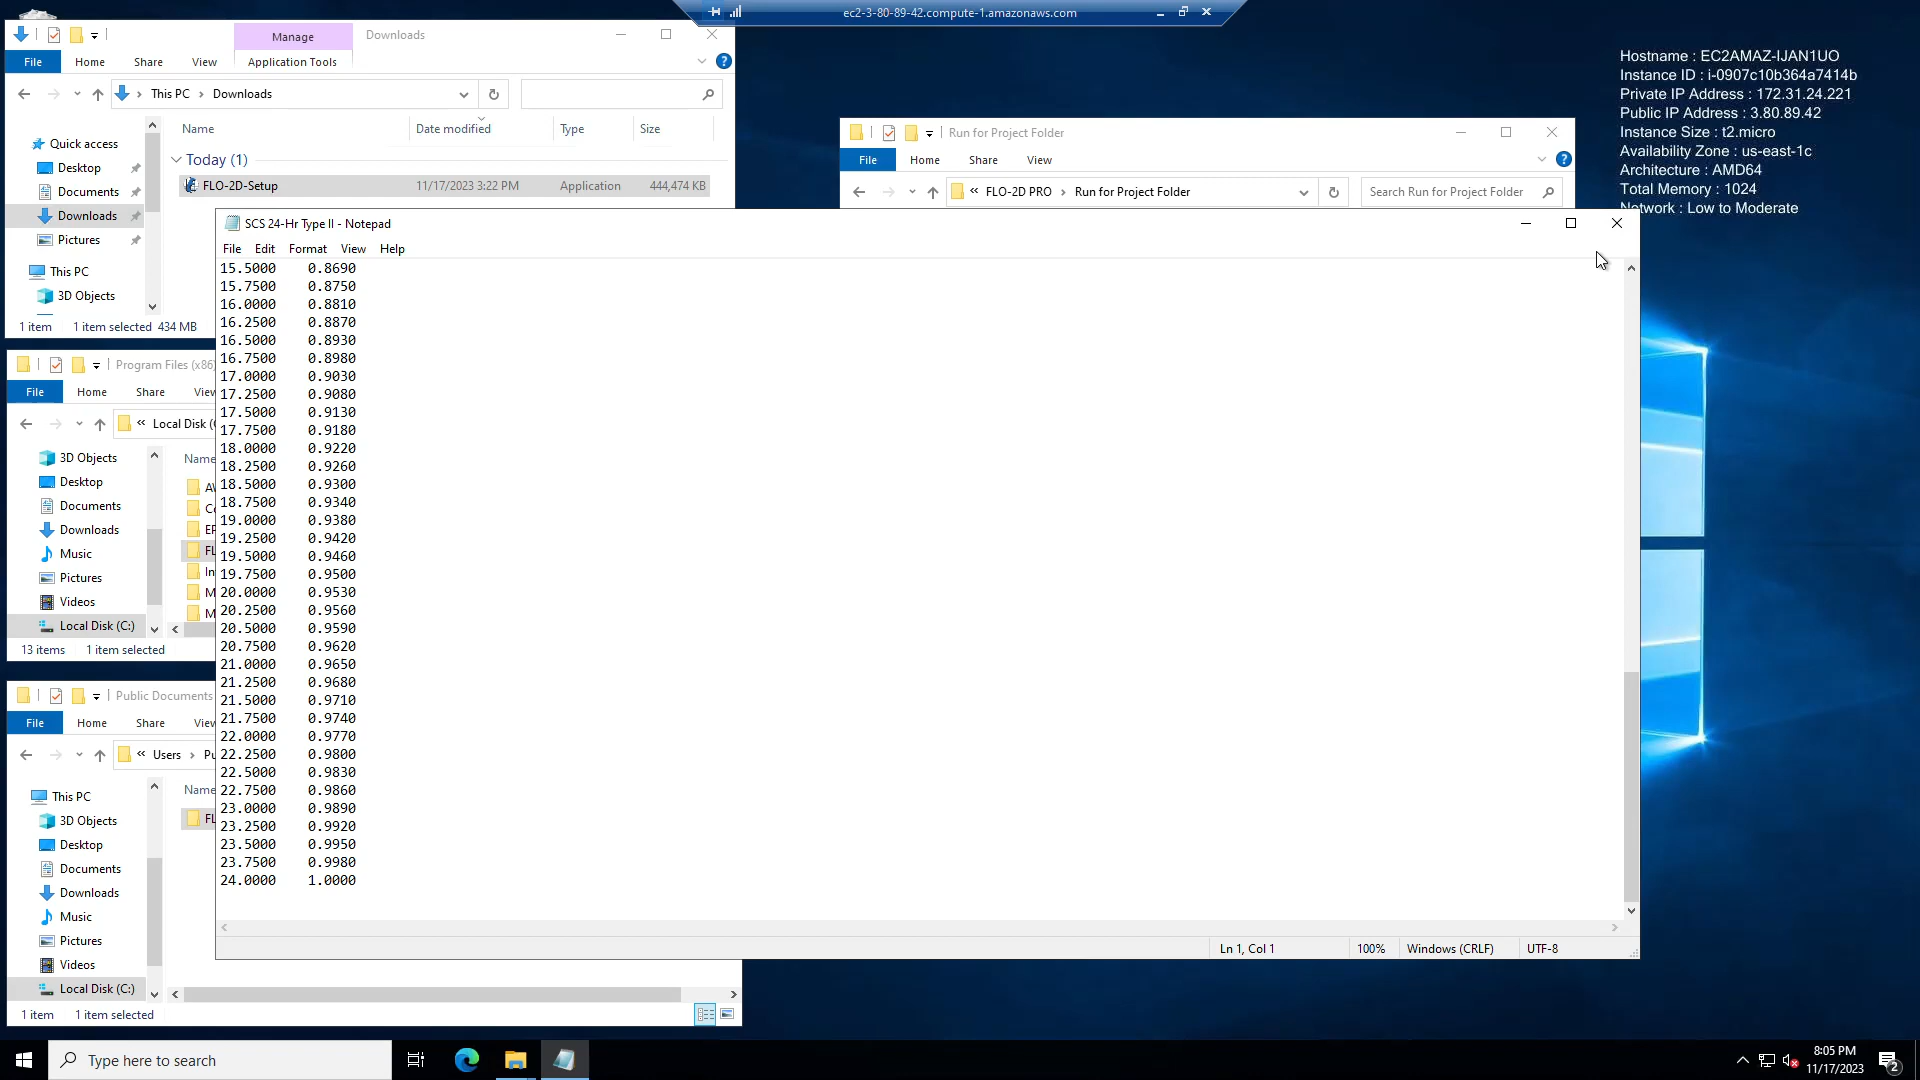 ec2-3-80-89-42.compute-1.amazonaws.com
Manage
Downloads
File
Home
Share
View
Application Tools
This PC
Downloads
Name
Date modified
Type
Size
Quick access
Desktop
Documents
Downloads
Pictures
This PC
3D Objects
Today (1)
FLO-2D-Setup
11/17/2023 3:22 PM
Application
444,474 KB
1 item
1 item selected 434 MB
Hostname : EC2AMAZ-IJAN1UO
Instance ID : i-0907c10b364a7414b
Private IP Address : 172.31.24.221
Public IP Address : 3.80.89.42
Instance Size : t2.micro
Availability Zone : us-east-1c
Architecture : AMD64
Total Memory : 1024
Network : Low to Moderate
Run for Project Folder
File
Home
Share
View
FLO-2D PRO
Run for Project Folder
Search Run for Project Folder
SCS 24-Hr Type II - Notepad
File Edit Format View Help
15.5000 0.8690
15.7500 0.8750
16.0000 0.8810
16.2500 0.8870
16.5000 0.8930
16.7500 0.8980
17.0000 0.9030
17.2500 0.9080
17.5000 0.9130
17.7500 0.9180
18.0000 0.9220
18.2500 0.9260
18.5000 0.9300
18.7500 0.9340
19.0000 0.9380
19.2500 0.9420
19.5000 0.9460
19.7500 0.9500
20.0000 0.9530
20.2500 0.9560
20.5000 0.9590
20.7500 0.9620
21.0000 0.9650
21.2500 0.9680
21.5000 0.9710
21.7500 0.9740
22.0000 0.9770
22.2500 0.9800
22.5000 0.9830
22.7500 0.9860
23.0000 0.9890
23.2500 0.9920
23.5000 0.9950
23.7500 0.9980
24.0000 1.0000
Ln 1, Col 1
100%
Windows (CRLF)
UTF-8
Program Files (x86)
File
Home
Share
Local Disk
3D Objects
Desktop
Documents
Downloads
Music
Pictures
Videos
Local Disk (C:)
13 items
1 item selected
Public Documents
File
Home
Share
Users
This PC
3D Objects
Desktop
Documents
Downloads
Music
Pictures
Videos
Local Disk (C:)
1 item
1 item selected
Type here to search
8:05 PM
11/17/2023
2